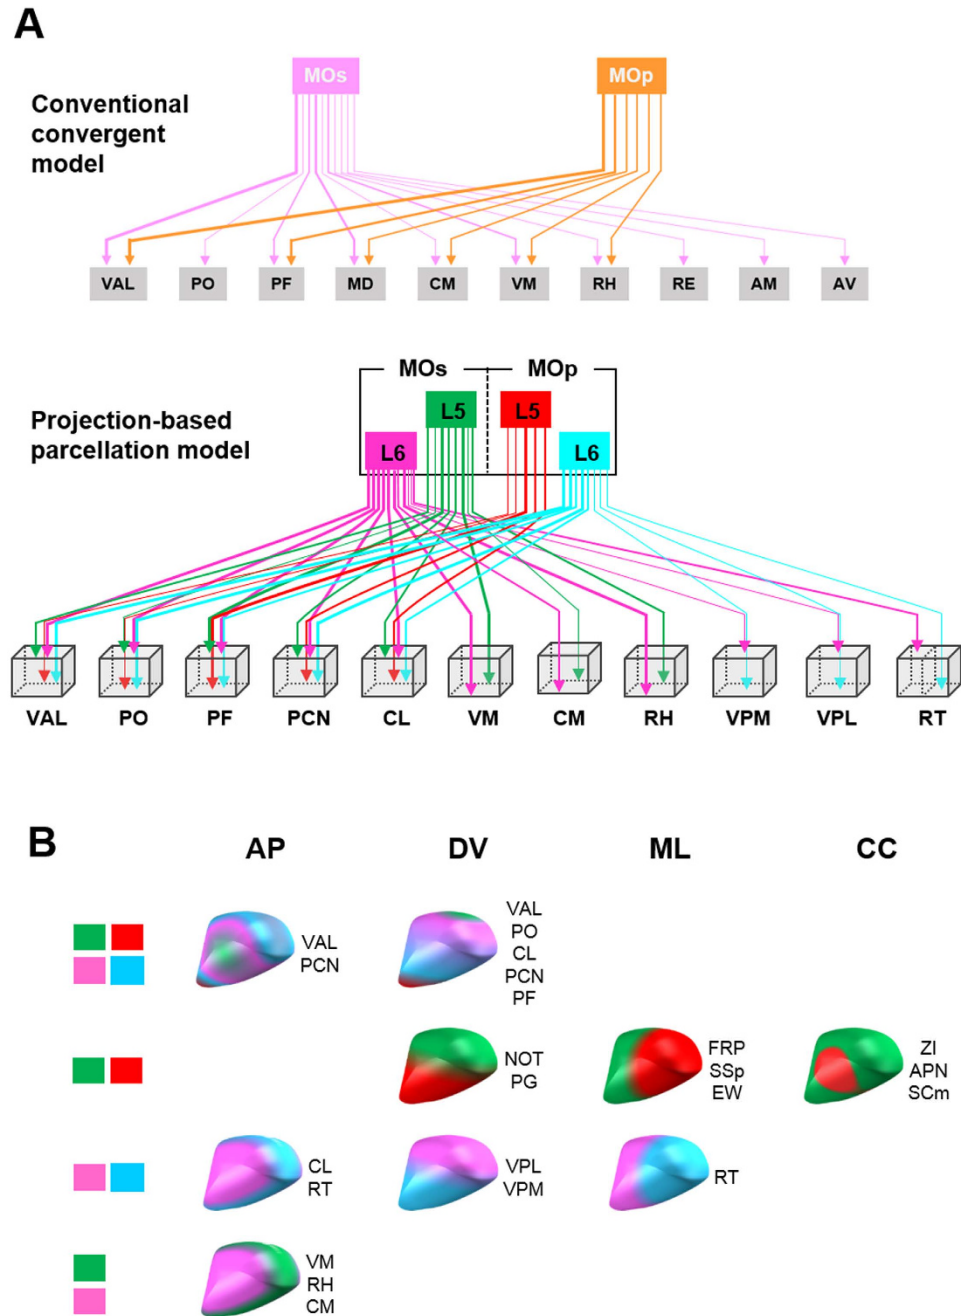 A
MOs
MOp
Conventional
convergent
model
VAL
PO
PF
MD
CM
VM
RH
RE
AM
AV
MOs
MOp
L5
L5
Projection-based
parcellation model
L6
L6
VAL
PO
PF
PCN
CL
VM
CM
RH
VPM
VPL
RT
B
AP
DV
ML
CC
VAL
PCN
VAL
PO
CL
PCN
PF
NOT
PG
FRP
SSp
EW
ZI
APN
SCm
CL
RT
VPL
VPM
RT
VM
RH
CM